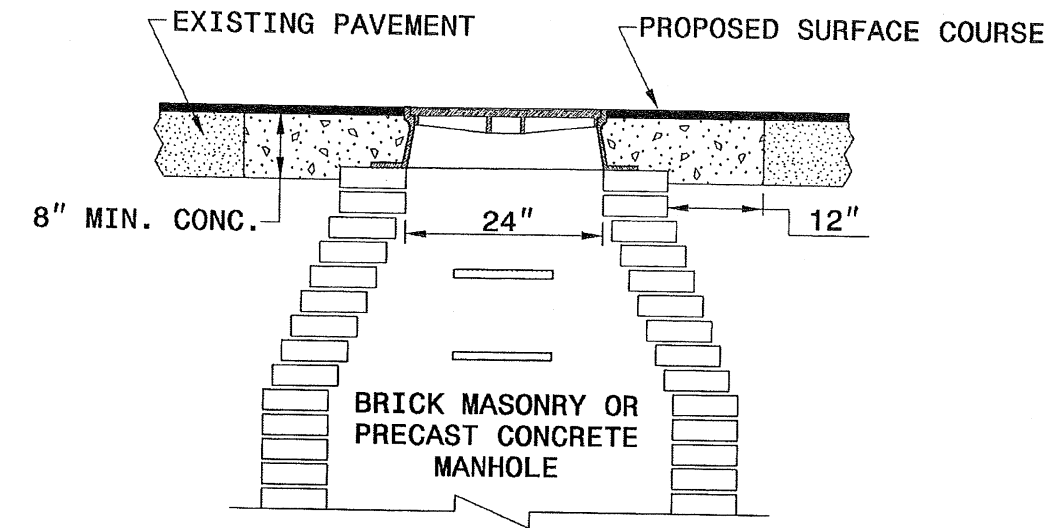 EXISTING PAVEMENT
PROPOSED SURFACE COURSE
8" MIN. CONC.
24"
12"
BRICK MASONRY OR
PRECAST CONCRETE
MANHOLE